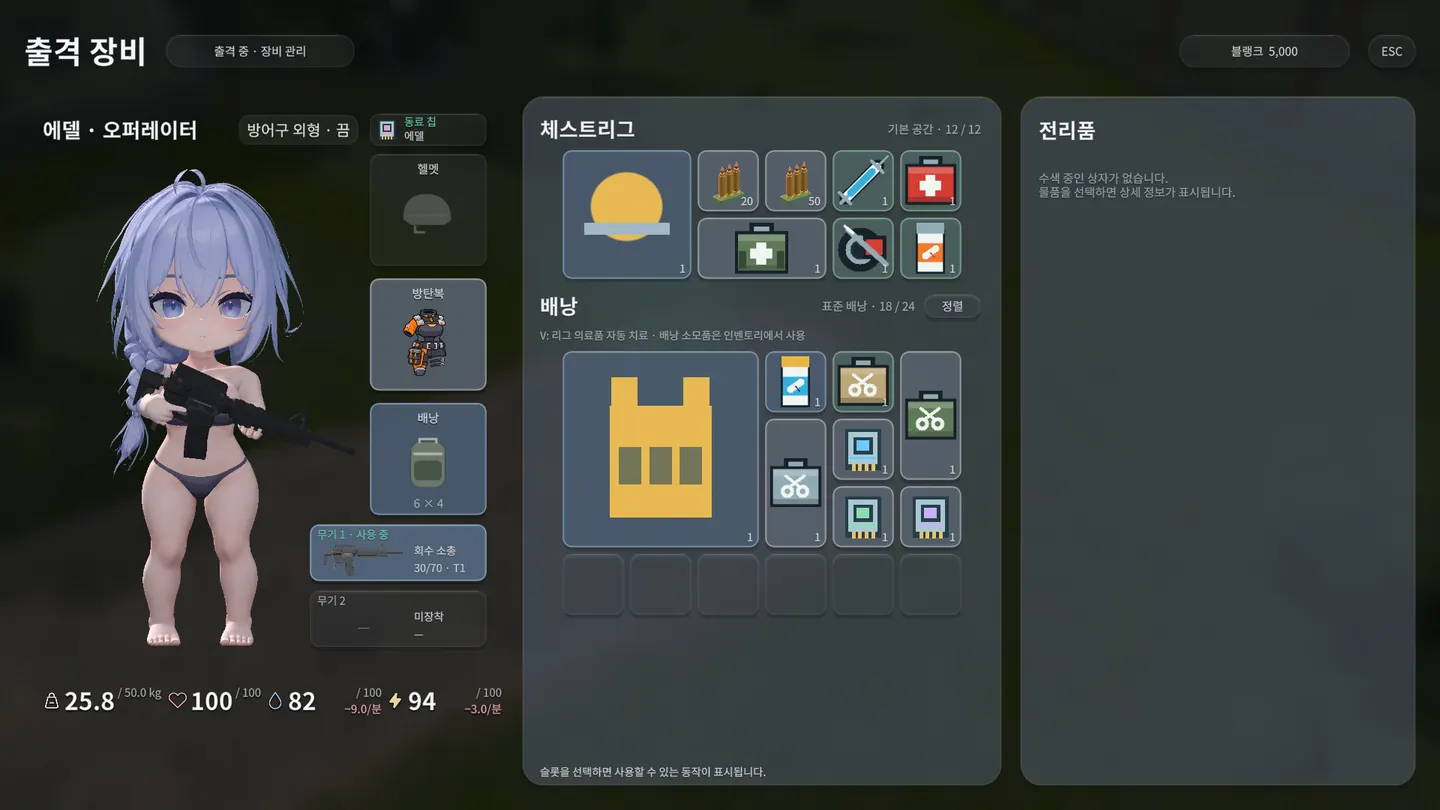 출격 장비
출격 중 · 장비 관리
블랭크 5,000
ESC
에델 · 오퍼레이터
방어구 외형 · 끔
동료 칩
에델
헬멧
방탄복
배낭
6 × 4
무기 1 · 사용 중
회수 소총
30/70 · T1
무기 2
—
미장착
—
25.8 / 50.0 kg
100 / 100
82 / 100
−9.0/분
94 / 100
−3.0/분
체스트리그
기본 공간 · 12 / 12
1
20
50
1
1
1
1
1
배낭
표준 배낭 · 18 / 24
정렬
V: 리그 의료품 자동 치료 · 배낭 소모품은 인벤토리에서 사용
1
1
1
1
1
1
1
1
슬롯을 선택하면 사용할 수 있는 동작이 표시됩니다.
전리품
수색 중인 상자가 없습니다.
물품을 선택하면 상세 정보가 표시됩니다.